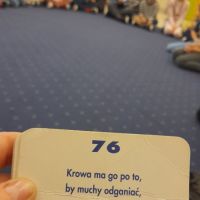 76
Krowa ma go po to,
by muchy odganiać,